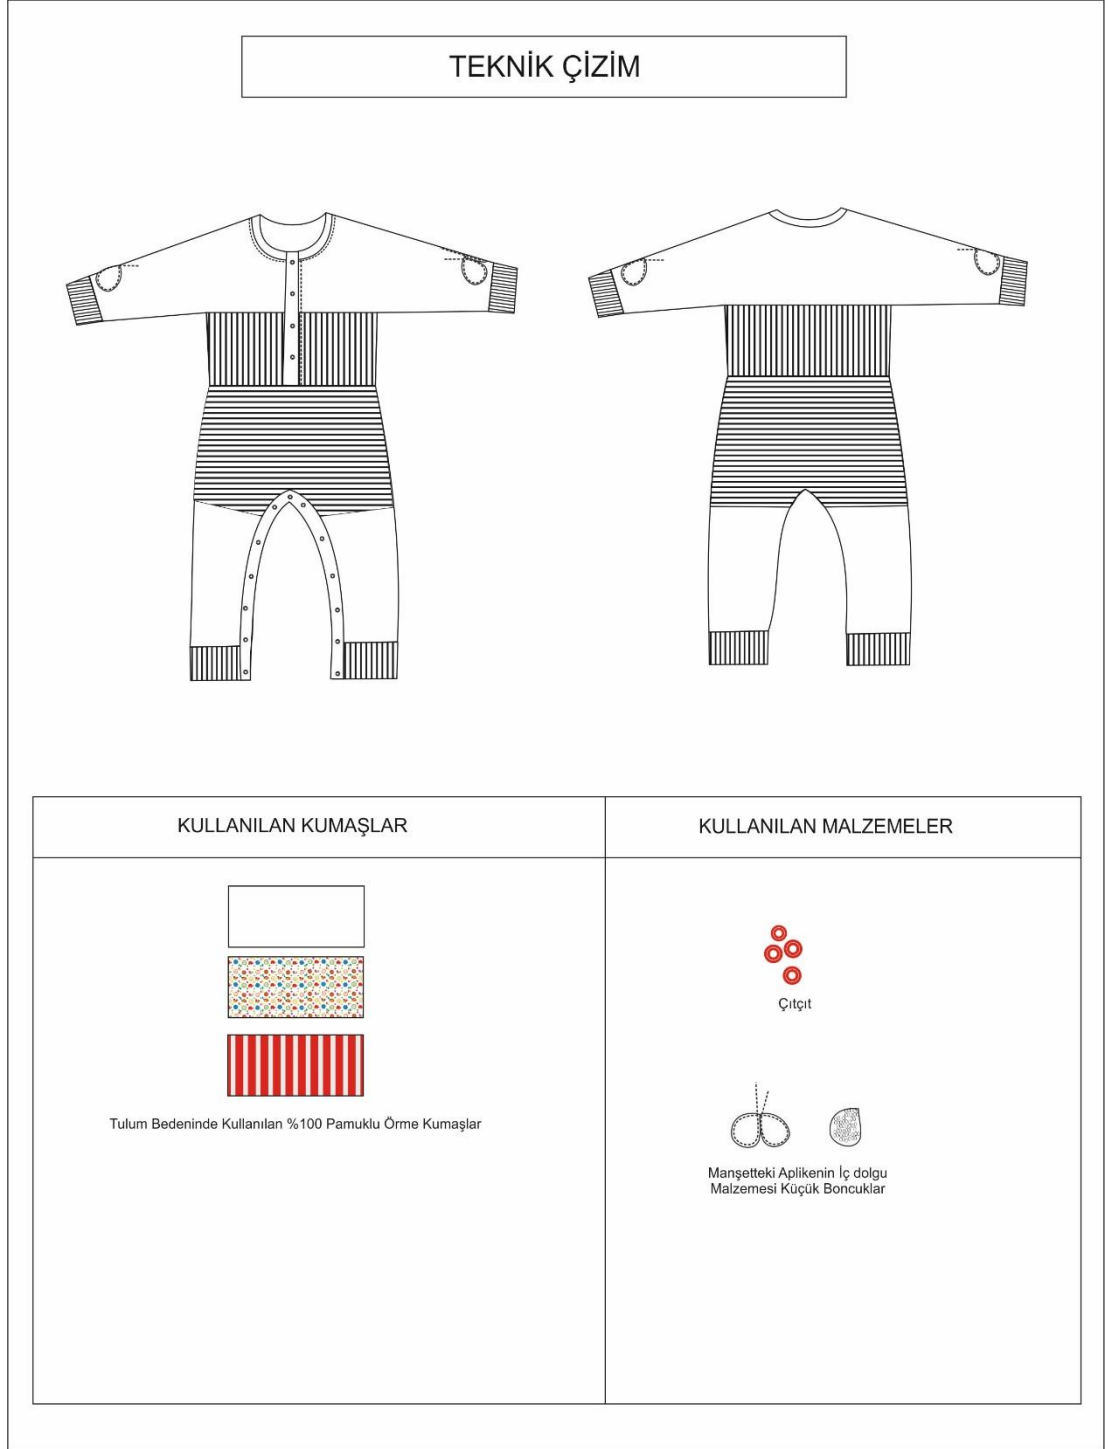 TEKNİK ÇİZİM
KULLANILAN KUMAŞLAR
KULLANILAN MALZEMELER
Çıtçıt
Tulum Bedeninde Kullanılan %100 Pamuklu Örme Kumaşlar
Manşetteki Aplikenin İç dolgu
Malzemesi Küçük Boncuklar